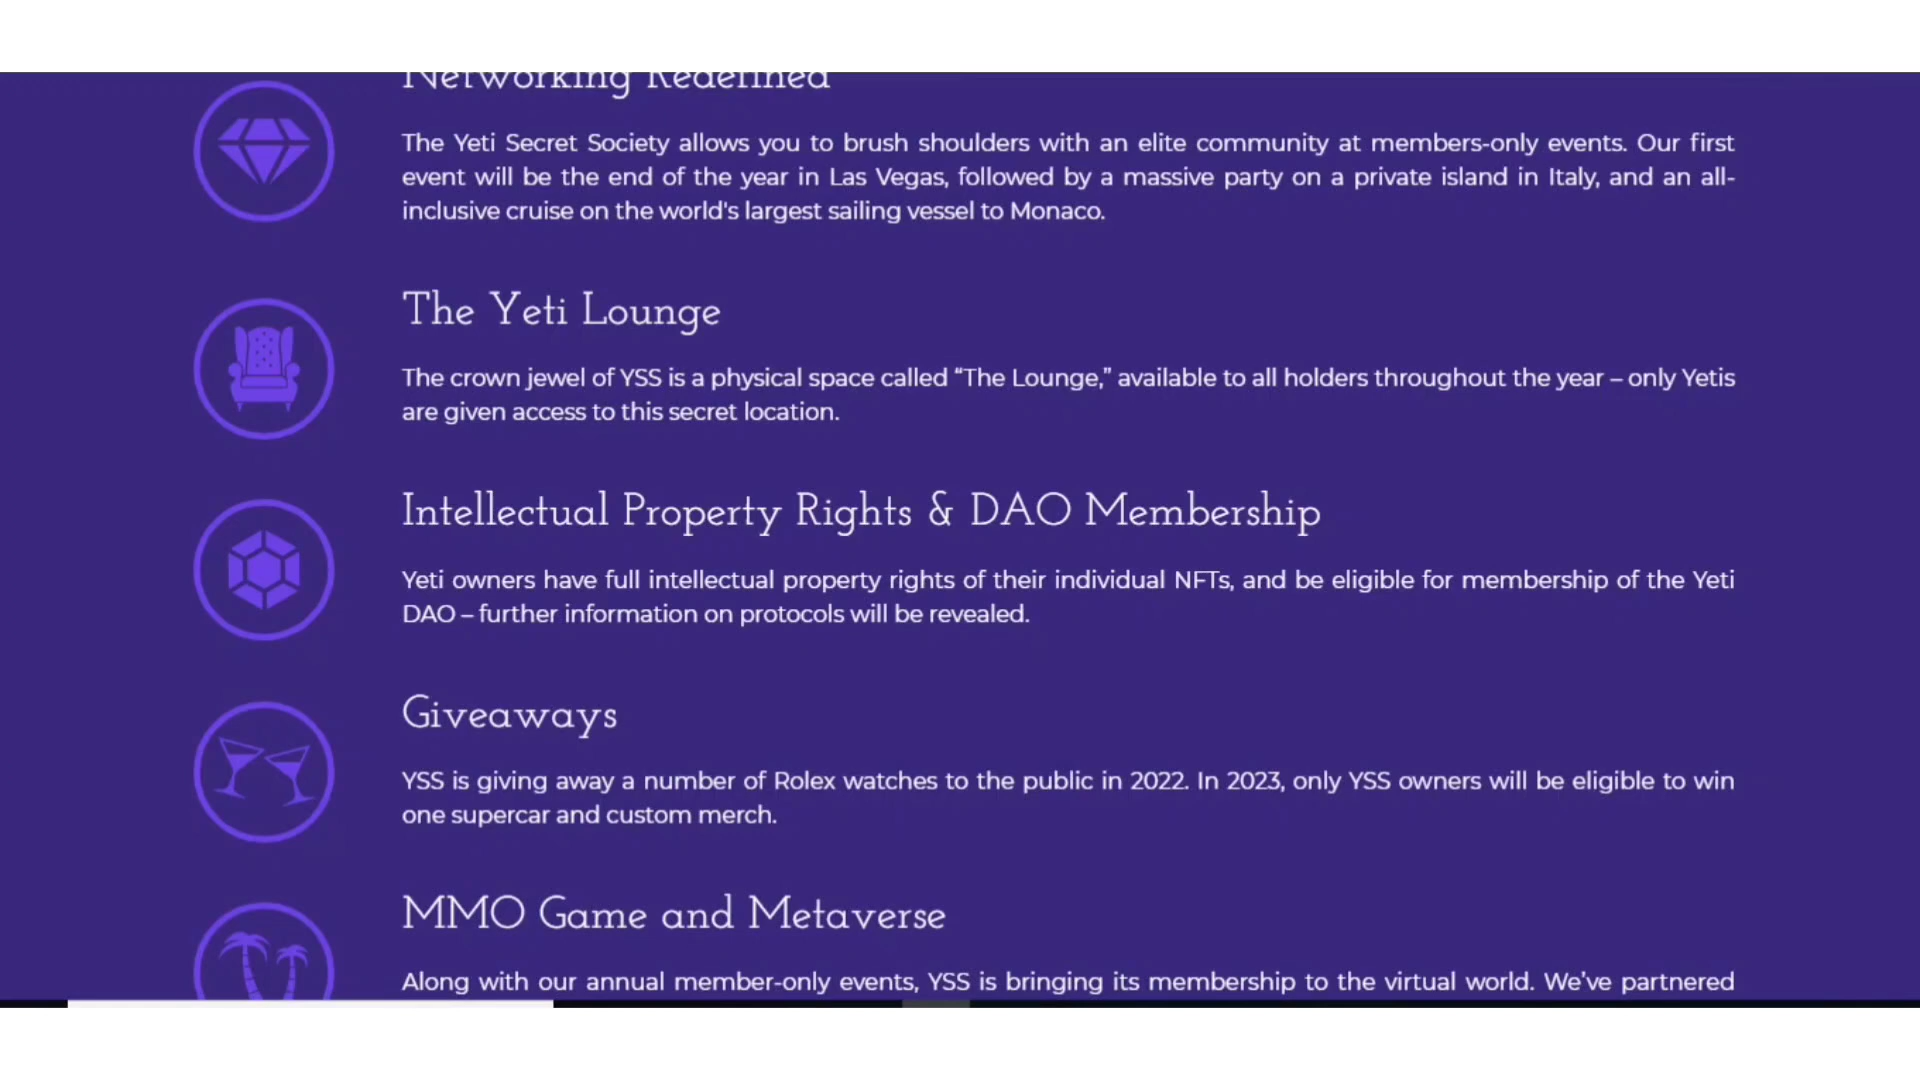 Networking Redefined
The Yeti Secret Society allows you to brush shoulders with an elite community at members-only events. Our first
event will be the end of the year in Las Vegas, followed by a massive party on a private island in Italy, and an all-
inclusive cruise on the world's largest sailing vessel to Monaco.
The Yeti Lounge
The crown jewel of YSS is a physical space called “The Lounge,” available to all holders throughout the year – only Yetis
are given access to this secret location.
Intellectual Property Rights & DAO Membership
Yeti owners have full intellectual property rights of their individual NFTs, and be eligible for membership of the Yeti
DAO – further information on protocols will be revealed.
Giveaways
YSS is giving away a number of Rolex watches to the public in 2022. In 2023, only YSS owners will be eligible to win
one supercar and custom merch.
MMO Game and Metaverse
Along with our annual member-only events, YSS is bringing its membership to the virtual world. We’ve partnered